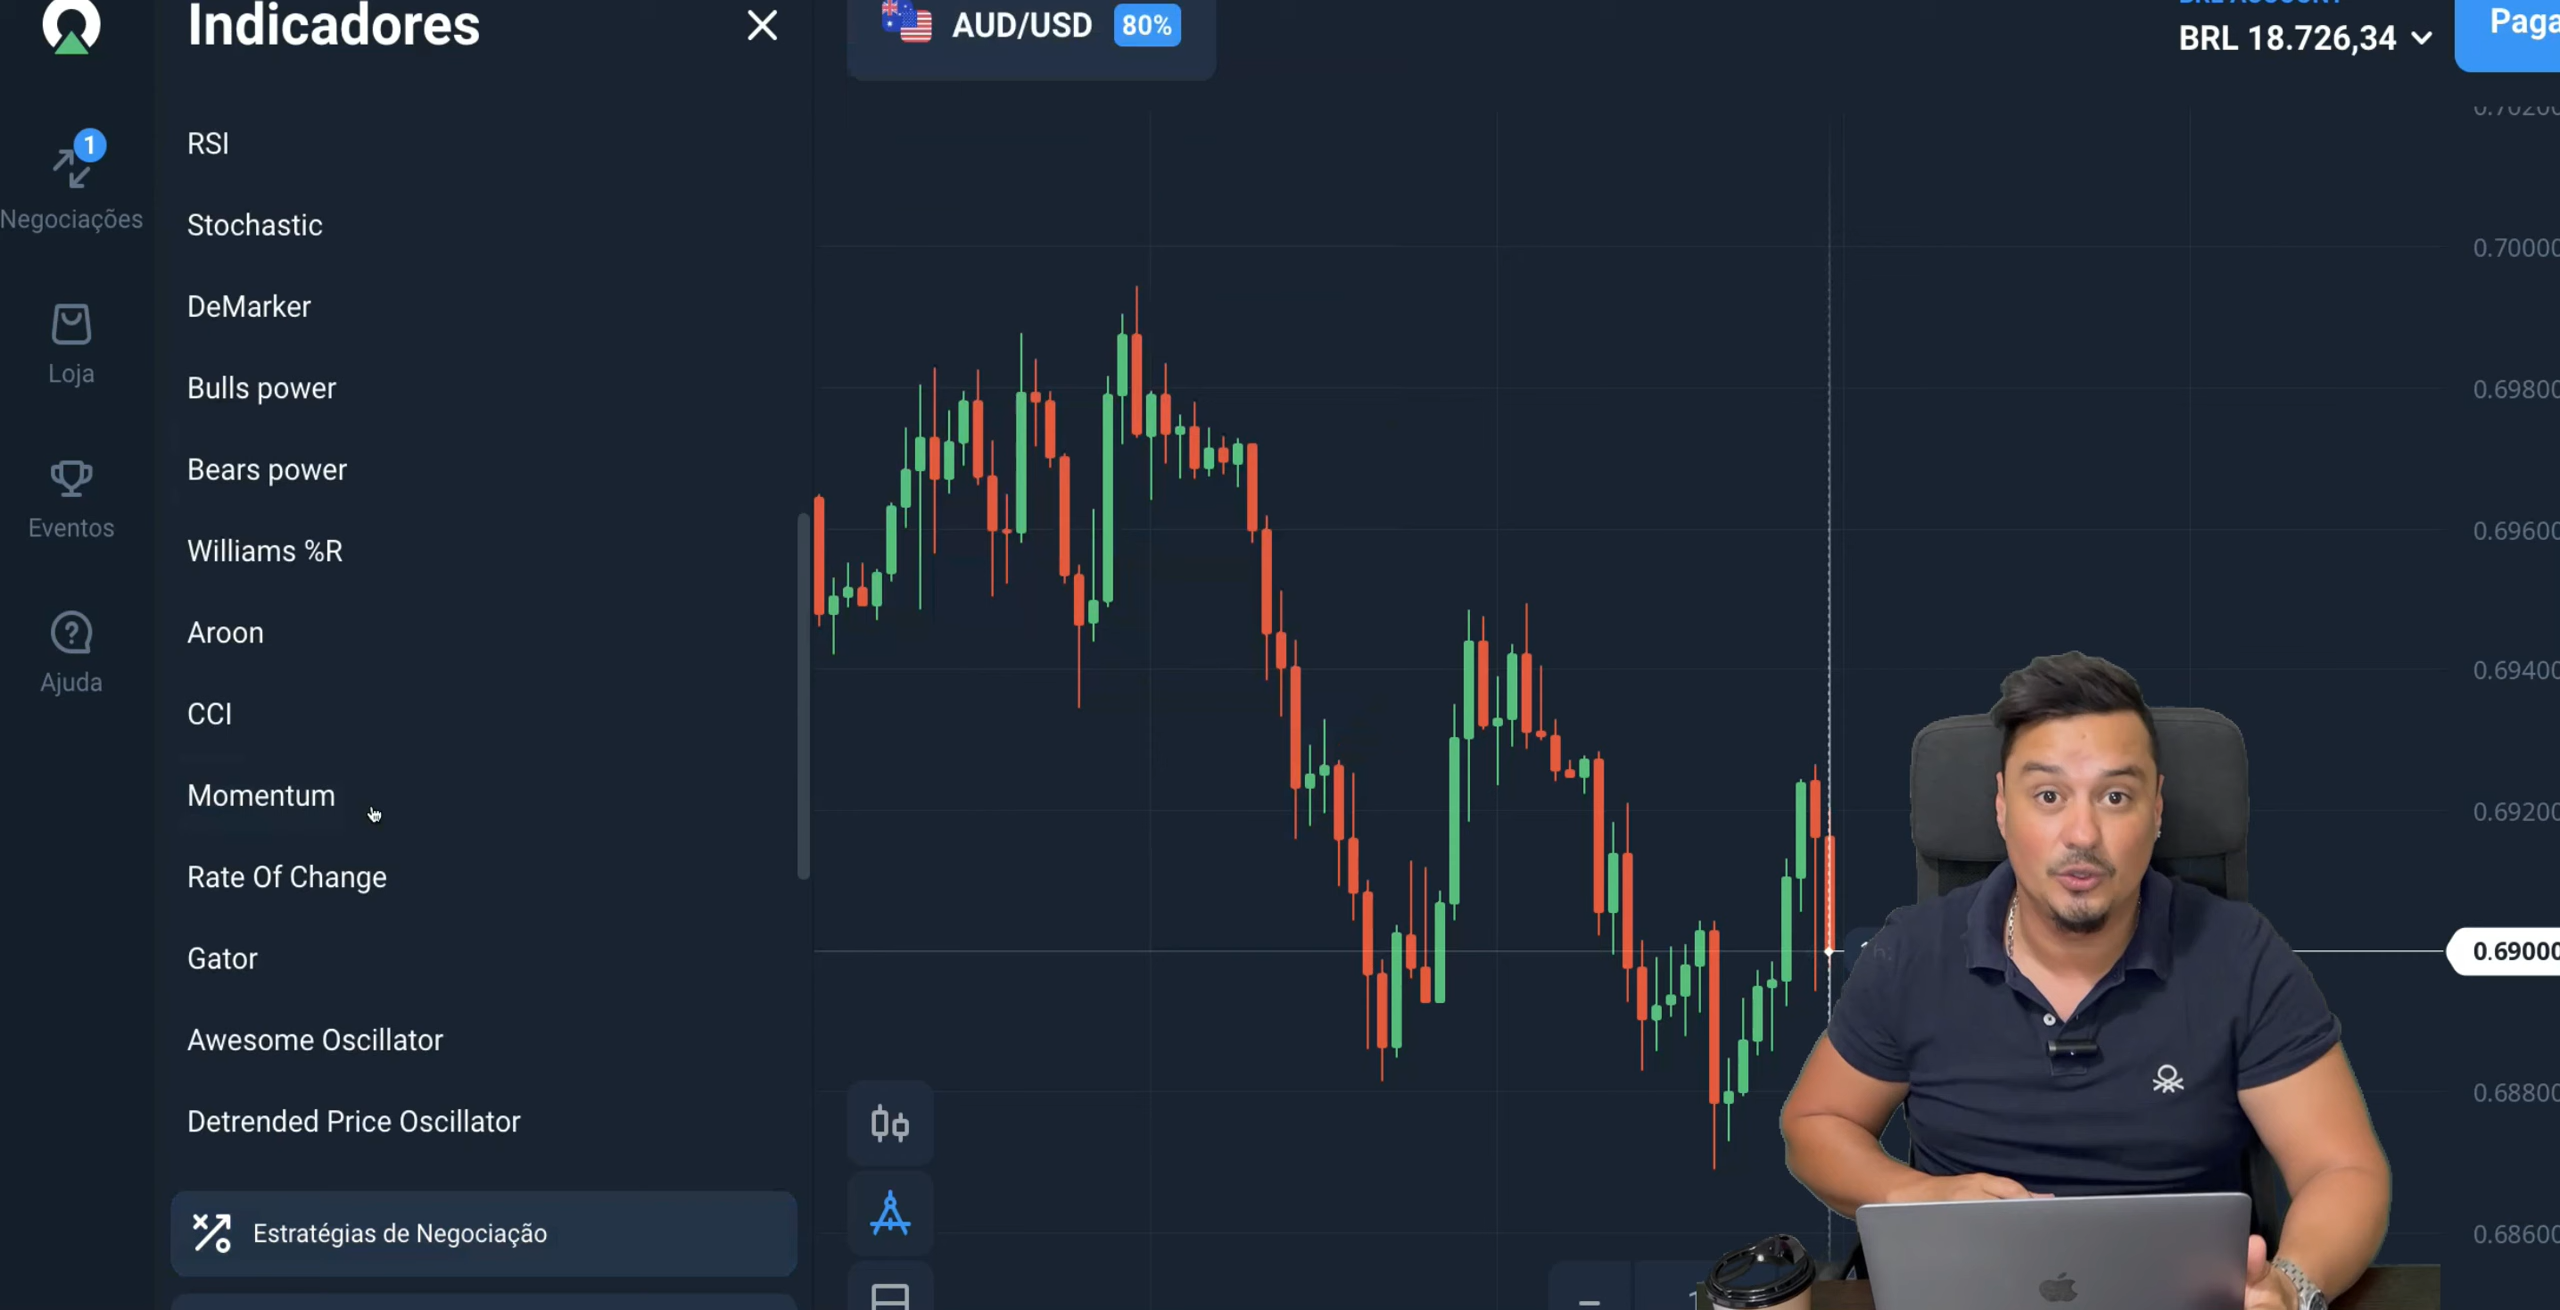 Indicadores
AUD/USD 80%
BRL 18.726,34
1
Negociações
Loja
Eventos
Ajuda
RSI
Stochastic
DeMarker
Bulls power
Bears power
Williams %R
Aroon
CCI
Momentum
Rate Of Change
Gator
Awesome Oscillator
Detrended Price Oscillator
Estratégias de Negociação
Paga
0.70000
0.69800
0.69600
0.69400
0.69200
0.69000
0.68800
0.68600